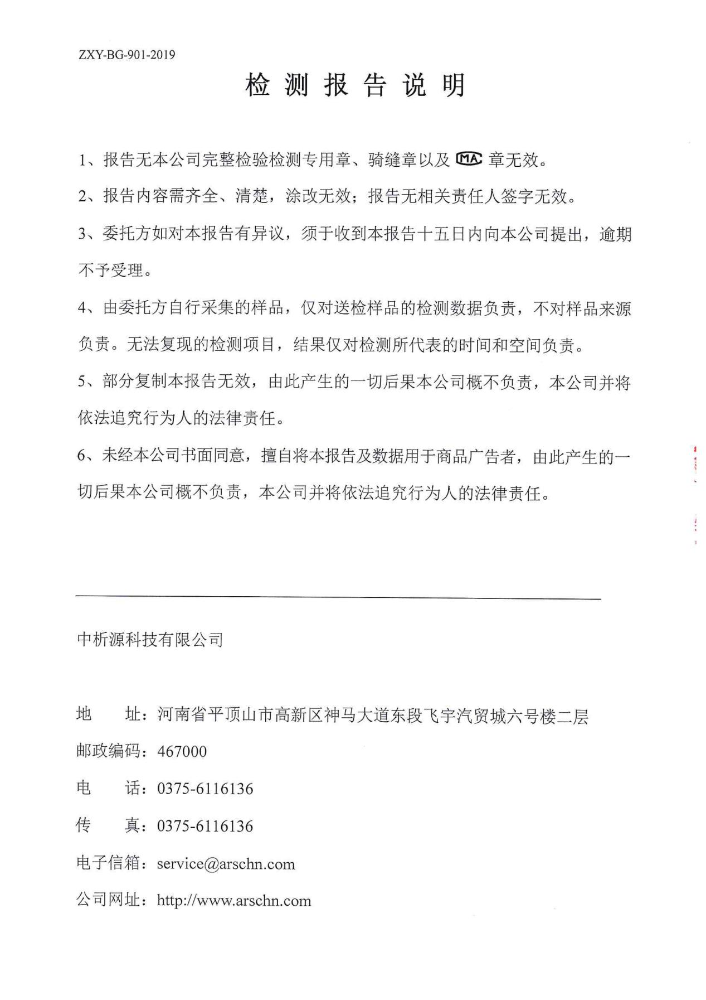 ZXY-BG-901-2019
检测报告说明
1、报告无本公司完整检验检测专用章、骑缝章以及 MA 章无效。
2、报告内容需齐全、清楚，涂改无效；报告无相关责任人签字无效。
3、委托方如对本报告有异议，须于收到本报告十五日内向本公司提出，逾期
不予受理。
4、由委托方自行采集的样品，仅对送检样品的检测数据负责，不对样品来源
负责。无法复现的检测项目，结果仅对检测所代表的时间和空间负责。
5、部分复制本报告无效，由此产生的一切后果本公司概不负责，本公司并将
依法追究行为人的法律责任。
6、未经本公司书面同意，擅自将本报告及数据用于商品广告者，由此产生的一
切后果本公司概不负责，本公司并将依法追究行为人的法律责任。
中析源科技有限公司
地　　址：河南省平顶山市高新区神马大道东段飞宇汽贸城六号楼二层
邮政编码：467000
电　　话：0375-6116136
传　　真：0375-6116136
电子信箱：service@arschn.com
公司网址：http://www.arschn.com